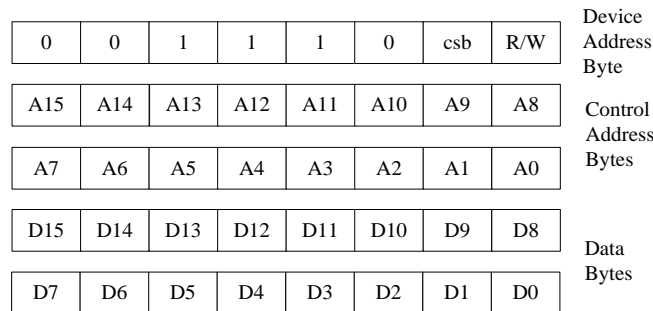 0 0 1 1 1 0 csb R/W
Device
Address
Byte
A15 A14 A13 A12 A11 A10 A9 A8
A7 A6 A5 A4 A3 A2 A1 A0
Control
Address
Bytes
D15 D14 D13 D12 D11 D10 D9 D8
D7 D6 D5 D4 D3 D2 D1 D0
Data
Bytes